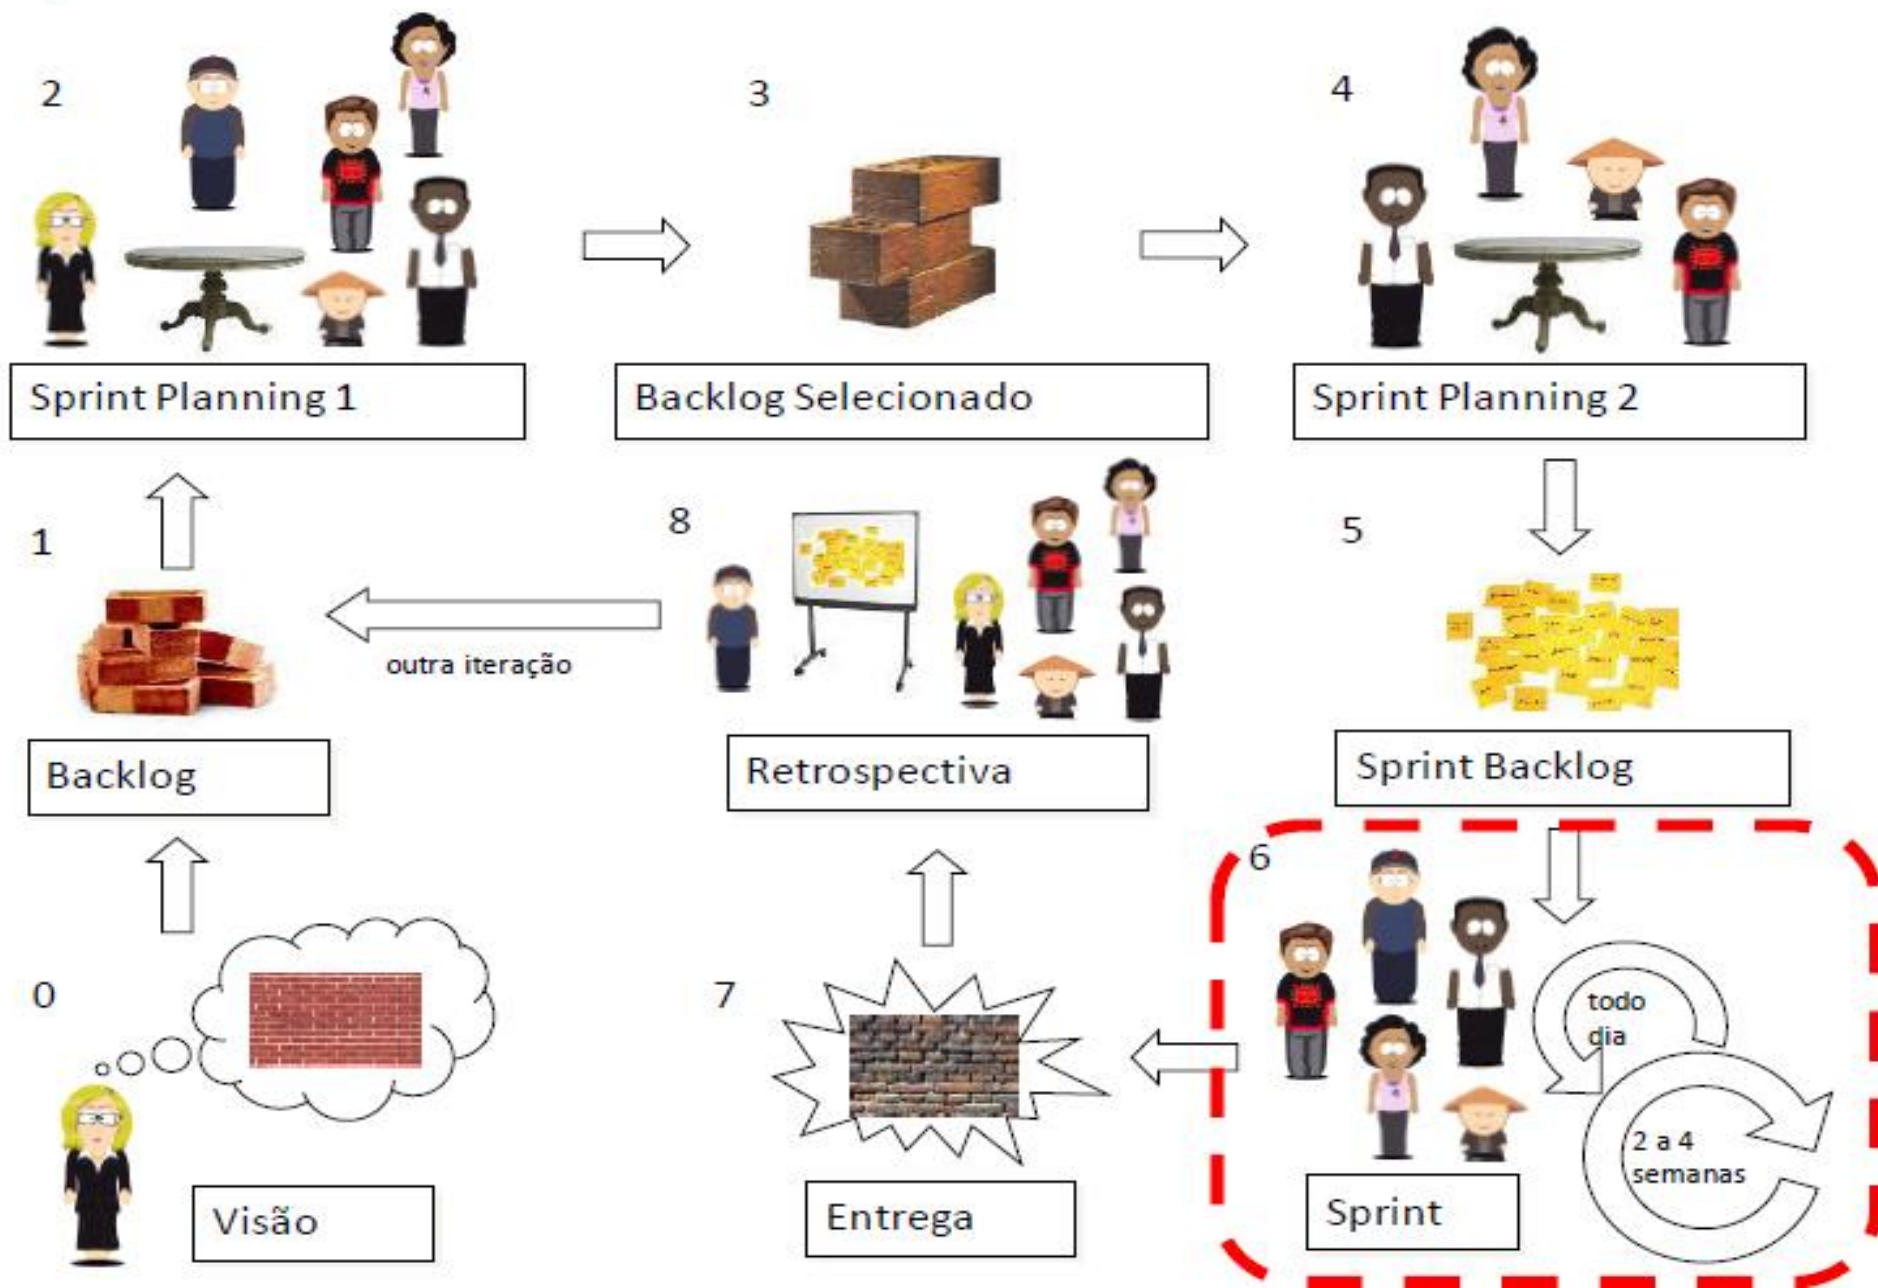 2
3
4
Sprint Planning 1
Backlog Selecionado
Sprint Planning 2
1
8
5
outra iteração
Backlog
Retrospectiva
Sprint Backlog
6
0
7
todo
dia
2 a 4
semanas
Visão
Entrega
Sprint